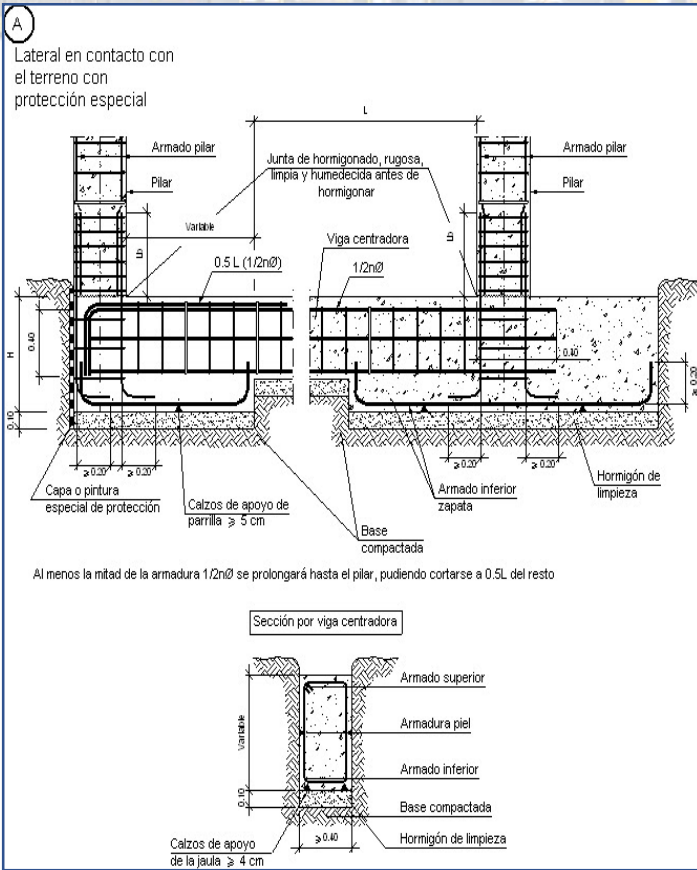 A
Lateral en contacto con
el terreno con
protección especial
L
Armado pilar
Armado pilar
Junta de hormigonado, rugosa,
limpia y humedecida antes de
hormigonar
Pilar
Pilar
Variable
Lb
Lb
Viga centradora
0.5 L (1/2nØ)
1/2nØ
H
0.40
0.40
≥ 0.20
0.10
≥ 0.20
≥ 0.20
≥ 0.20
≥ 0.20
Capa o pintura
especial de protección
Calzos de apoyo de
parrilla ≥ 5 cm
Armado inferior
zapata
Hormigón de
limpieza
Base
compactada
Al menos la mitad de la armadura 1/2nØ se prolongará hasta el pilar, pudiendo cortarse a 0.5L del resto
Sección por viga centradora
Armado superior
Variable
Armadura piel
Armado inferior
0.10
Base compactada
≥ 0.40
Hormigón de limpieza
Calzos de apoyo
de la jaula ≥ 4 cm